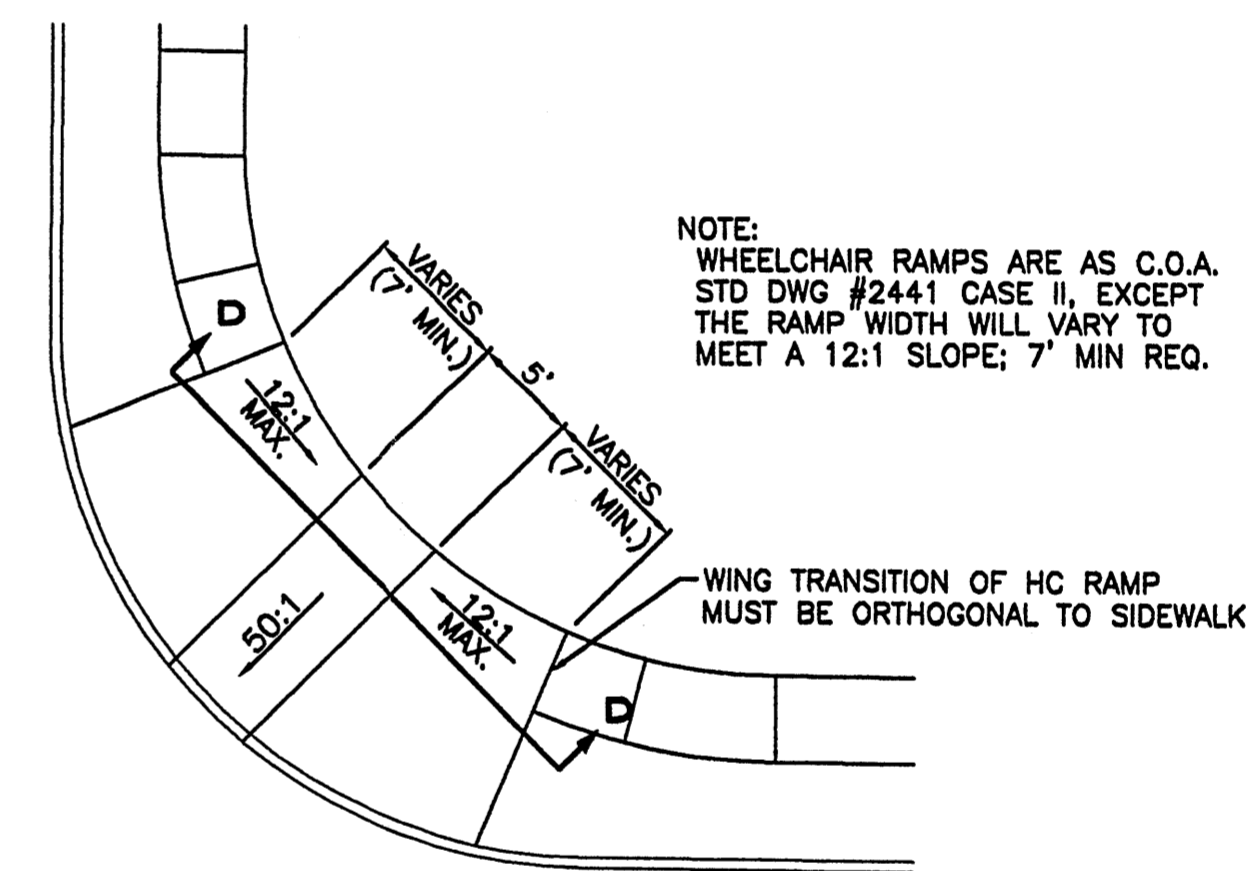 NOTE:
WHEELCHAIR RAMPS ARE AS C.O.A.
STD DWG #2441 CASE II, EXCEPT
THE RAMP WIDTH WILL VARY TO
MEET A 12:1 SLOPE; 7' MIN REQ.
VARIES
(7' MIN.)
5'
VARIES
(7' MIN.)
D
12:1
MAX.
50:1
12:1
MAX.
WING TRANSITION OF HC RAMP
MUST BE ORTHOGONAL TO SIDEWALK
D